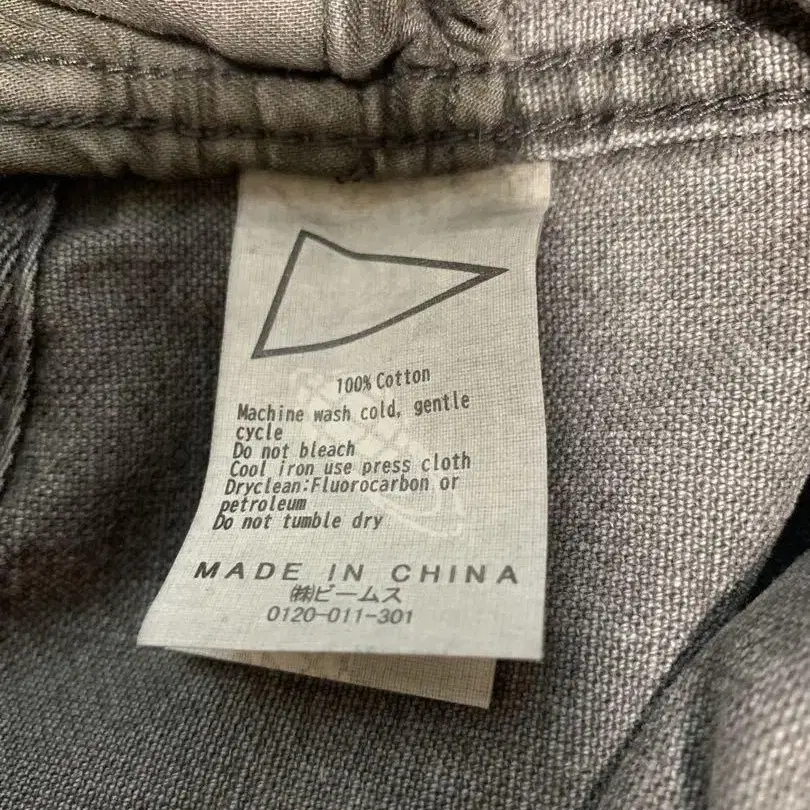 100% Cotton
Machine wash cold, gentle
cycle
Do not bleach
Cool iron use press cloth
Dryclean:Fluorocarbon or
petroleum
Do not tumble dry
MADE IN CHINA
㈱ビームス
0120-011-301